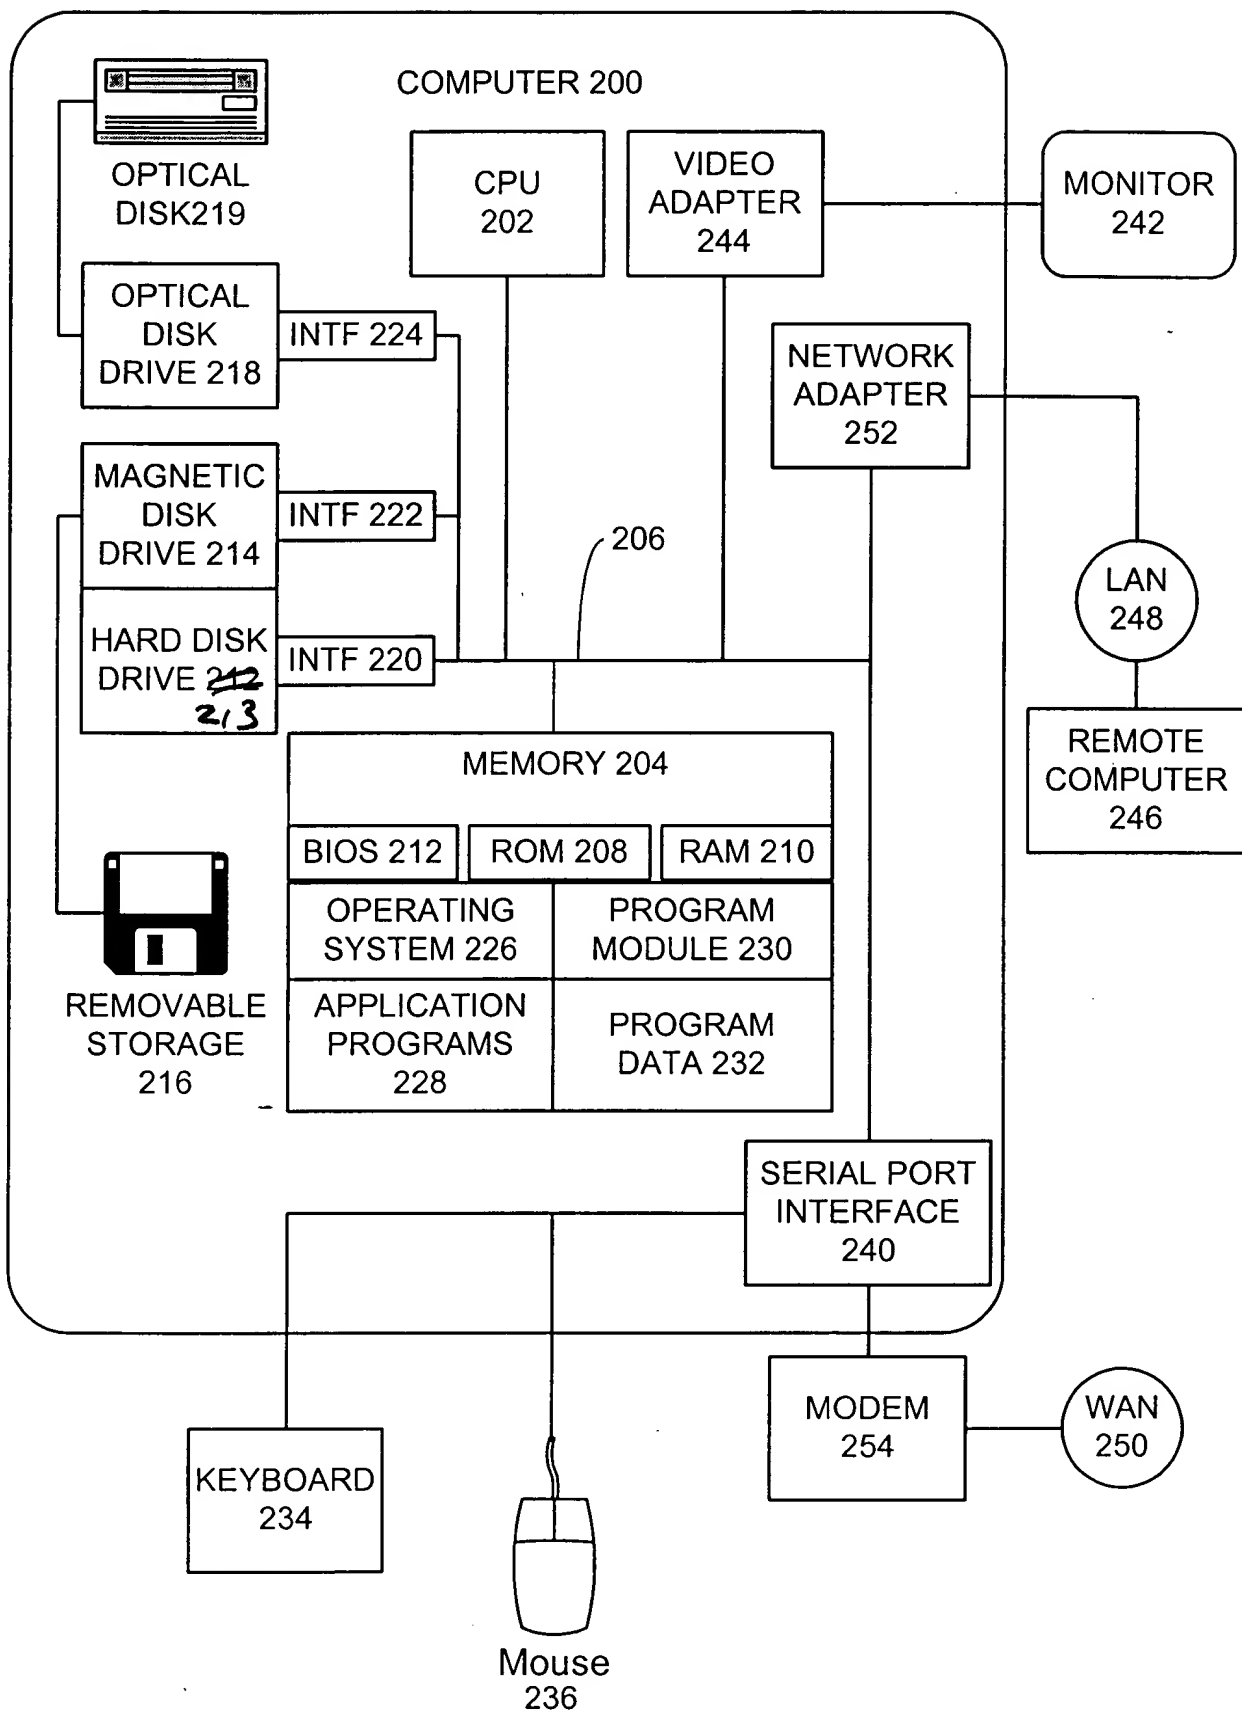 COMPUTER 200
OPTICAL
DISK219
CPU
202
VIDEO
ADAPTER
244
MONITOR
242
OPTICAL
DISK
DRIVE 218
INTF 224
NETWORK
ADAPTER
252
MAGNETIC
DISK
DRIVE 214
INTF 222
206
LAN
248
HARD DISK
DRIVE 212
213
INTF 220
REMOTE
COMPUTER
246
MEMORY 204
BIOS 212
ROM 208
RAM 210
OPERATING
SYSTEM 226
PROGRAM
MODULE 230
APPLICATION
PROGRAMS
228
PROGRAM
DATA 232
REMOVABLE
STORAGE
216
SERIAL PORT
INTERFACE
240
MODEM
254
WAN
250
KEYBOARD
234
Mouse
236